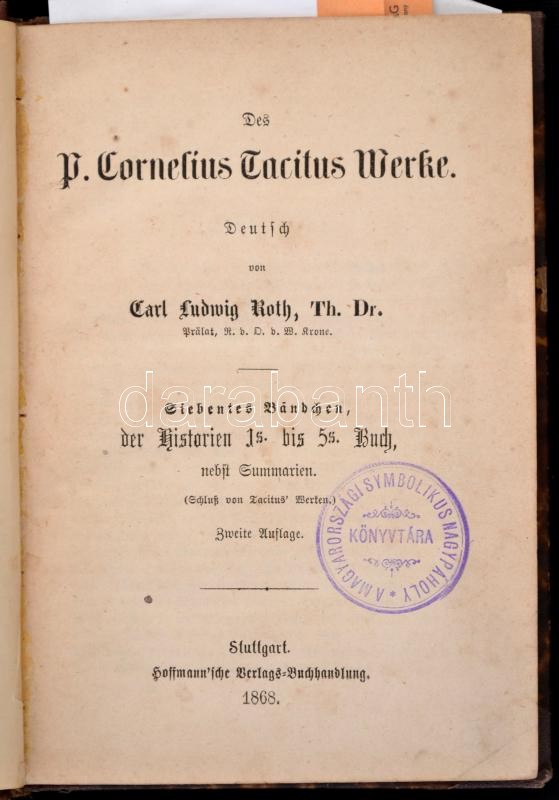 Des
P. Cornelius Tacitus Werke.
Deutsch
von
Carl Ludwig Roth, Th. Dr.
Prälat, R. d. O. d. W. Krone.
Siebentes Bändchen,
der Historien 1s. bis 5s. Buch,
nebst Summarien.
(Schluß von Tacitus' Werken.)
Zweite Auflage.
A MAGYARORSZÁGI SYMBOLIKUS NAGYPÁHOLY *
KÖNYVTÁRA
Stuttgart.
Hoffmann'sche Verlags-Buchhandlung.
1868.
darabanth